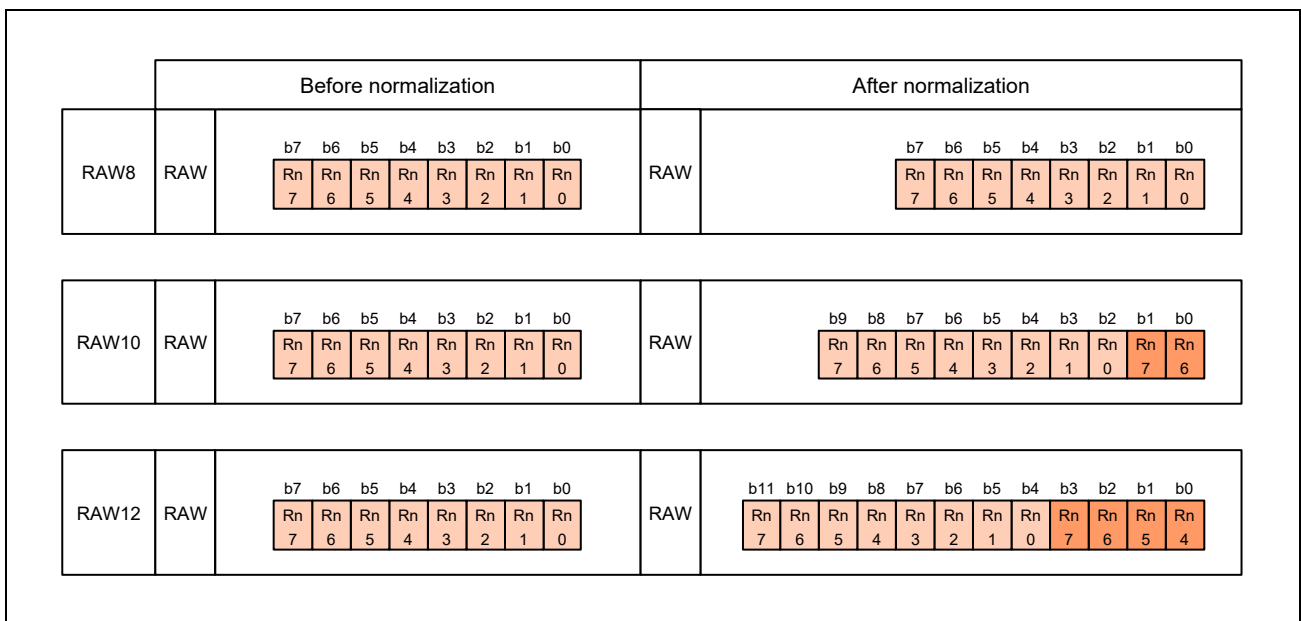 Before normalization After normalization
b7 b6 b5 b4 b3 b2 b1 b0 b7 b6 b5 b4 b3 b2 b1 b0
RAW8 RAW Rn Rn Rn Rn Rn Rn Rn Rn RAW Rn Rn Rn Rn Rn Rn Rn Rn
7 6 5 4 3 2 1 0 7 6 5 4 3 2 1 0
b7 b6 b5 b4 b3 b2 b1 b0 b9 b8 b7 b6 b5 b4 b3 b2 b1 b0
RAW10 RAW Rn Rn Rn Rn Rn Rn Rn Rn RAW Rn Rn Rn Rn Rn Rn Rn Rn Rn Rn
7 6 5 4 3 2 1 0 7 6 5 4 3 2 1 0 7 6
b7 b6 b5 b4 b3 b2 b1 b0 b11 b10 b9 b8 b7 b6 b5 b4 b3 b2 b1 b0
RAW12 RAW Rn Rn Rn Rn Rn Rn Rn Rn RAW Rn Rn Rn Rn Rn Rn Rn Rn Rn Rn Rn Rn
7 6 5 4 3 2 1 0 7 6 5 4 3 2 1 0 7 6 5 4